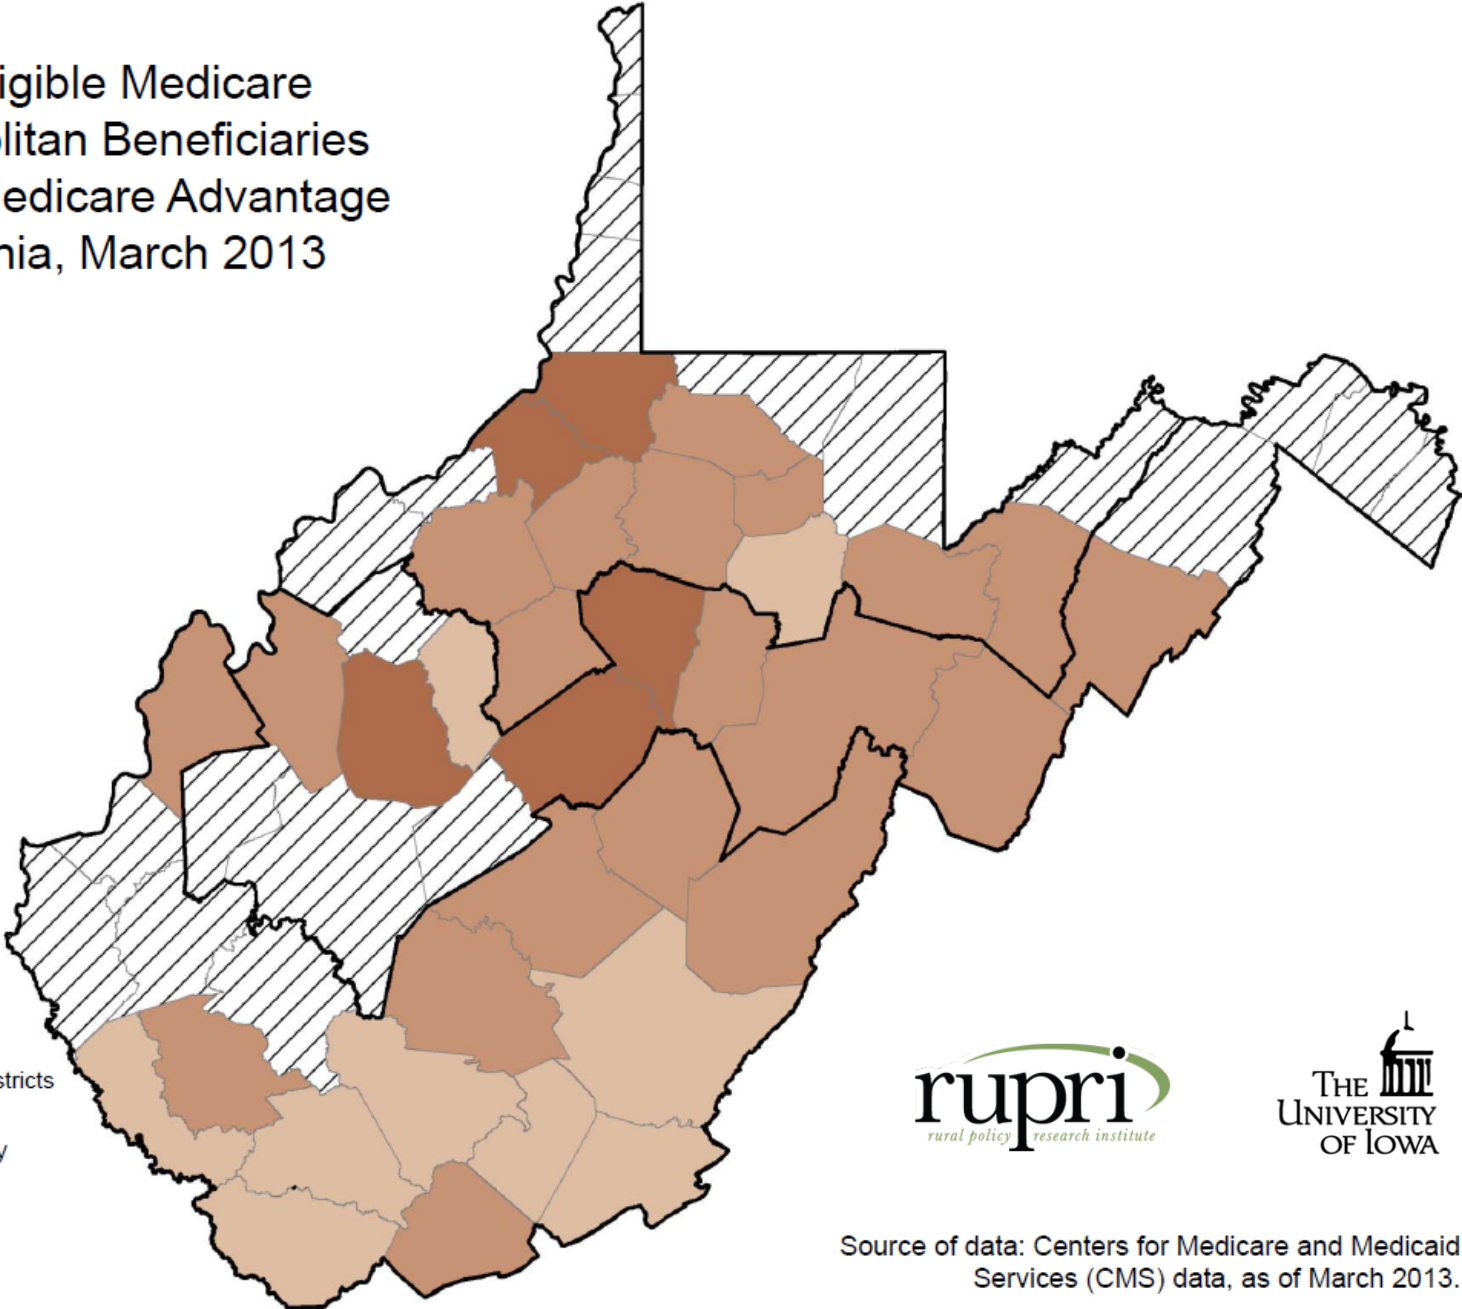 igible Medicare
litan Beneficiaries
edicare Advantage
nia, March 2013
stricts
y
rupri
rural policy research institute
THE
UNIVERSITY
OF IOWA
Source of data: Centers for Medicare and Medicaid
Services (CMS) data, as of March 2013.